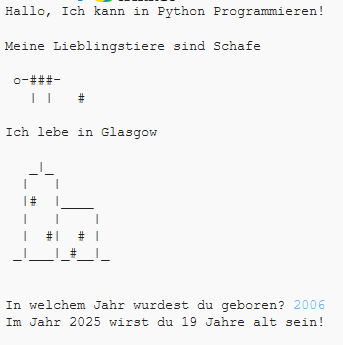 Hallo, Ich kann in Python Programmieren!
Meine Lieblingstiere sind Schafe
o-###-
| |   #
Ich lebe in Glasgow
_|_
|   |
|#  |____
|   |    |
|  #|  # |
_|___|_#__|_
In welchem Jahr wurdest du geboren? 2006
Im Jahr 2025 wirst du 19 Jahre alt sein!